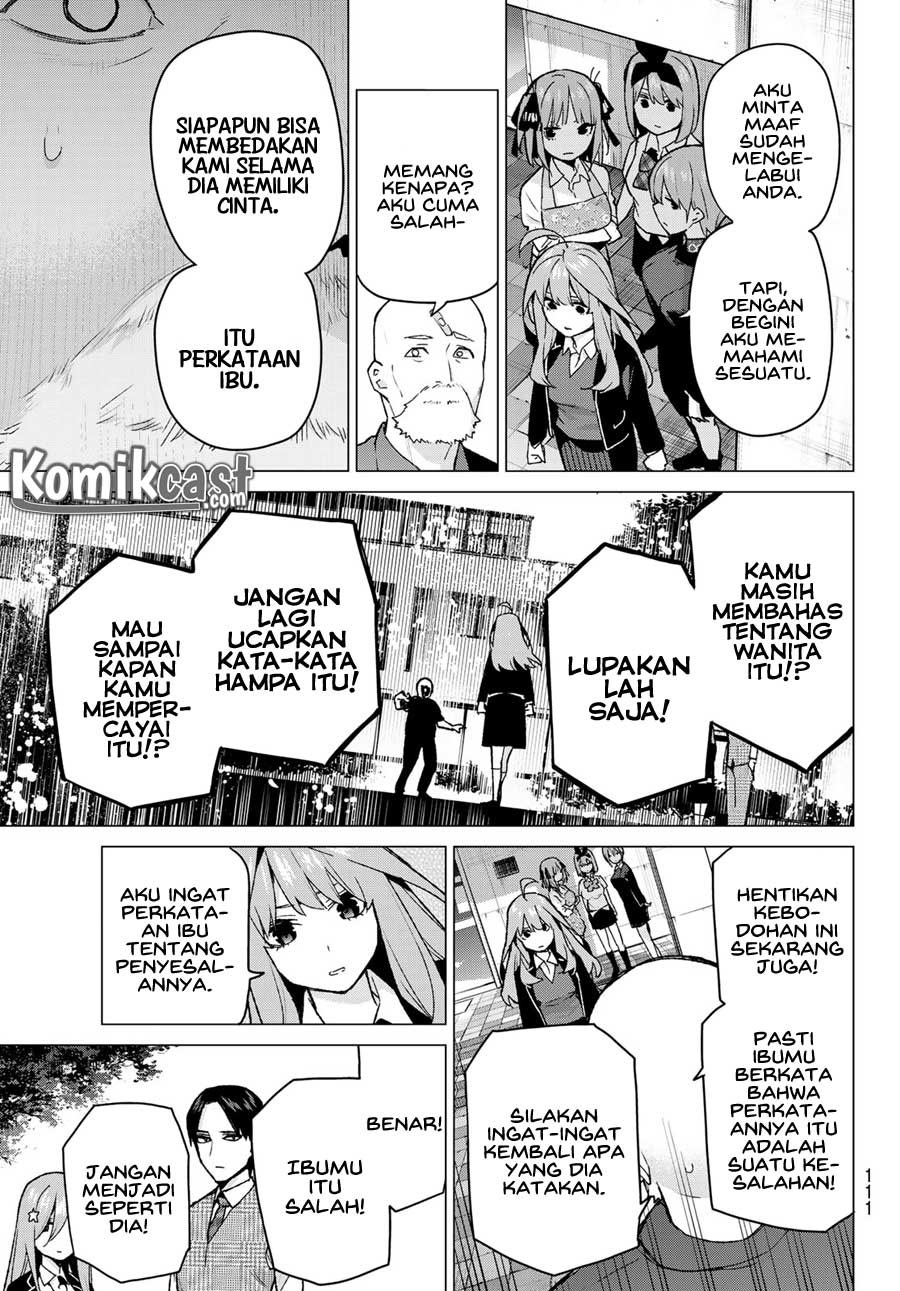 AKU
MINTA
MAAF
SUDAH
MENGE-
LABUI
ANDA.
TAPI,
DENGAN
BEGINI
AKU ME-
MAHAMI
SESUATU.
MEMANG
KENAPA?
AKU CUMA
SALAH-
SIAPAPUN BISA
MEMBEDAKAN
KAMI SELAMA
DIA MEMILIKI
CINTA.
ITU
PERKATAAN
IBU.
Komikcast
.com
KAMU
MASIH
MEMBAHAS
TENTANG
WANITA
ITU!?
LUPAKAN
LAH
SAJA!
JANGAN
LAGI
UCAPKAN
KATA-KATA
HAMPA ITU!
MAU
SAMPAI
KAPAN
KAMU
MEMPER-
CAYAI
ITU!?
HENTIKAN
KEBO-
DOHAN INI
SEKARANG
JUGA!
PASTI
IBUMU
BERKATA
BAHWA
PERKATA-
ANNYA ITU
ADALAH
SUATU KE-
SALAHAN!
SILAKAN
INGAT-INGAT
KEMBALI APA
YANG DIA
KATAKAN.
AKU INGAT
PERKATA-
AN IBU
TENTANG
PENYESAL-
ANNYA.
BENAR!
IBUMU
ITU
SALAH!
JANGAN
MENJADI
SEPERTI
DIA!
111